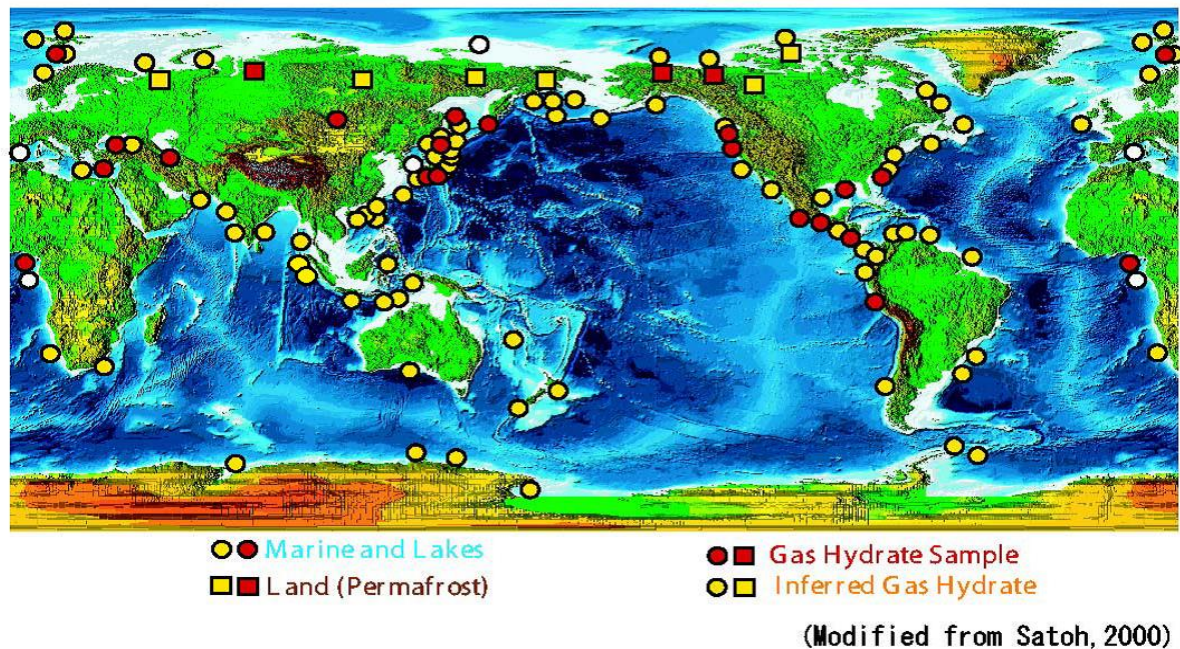 Marine and Lakes
Gas Hydrate Sample
Land (Permafrost)
Inferred Gas Hydrate
(Modified from Satoh, 2000)